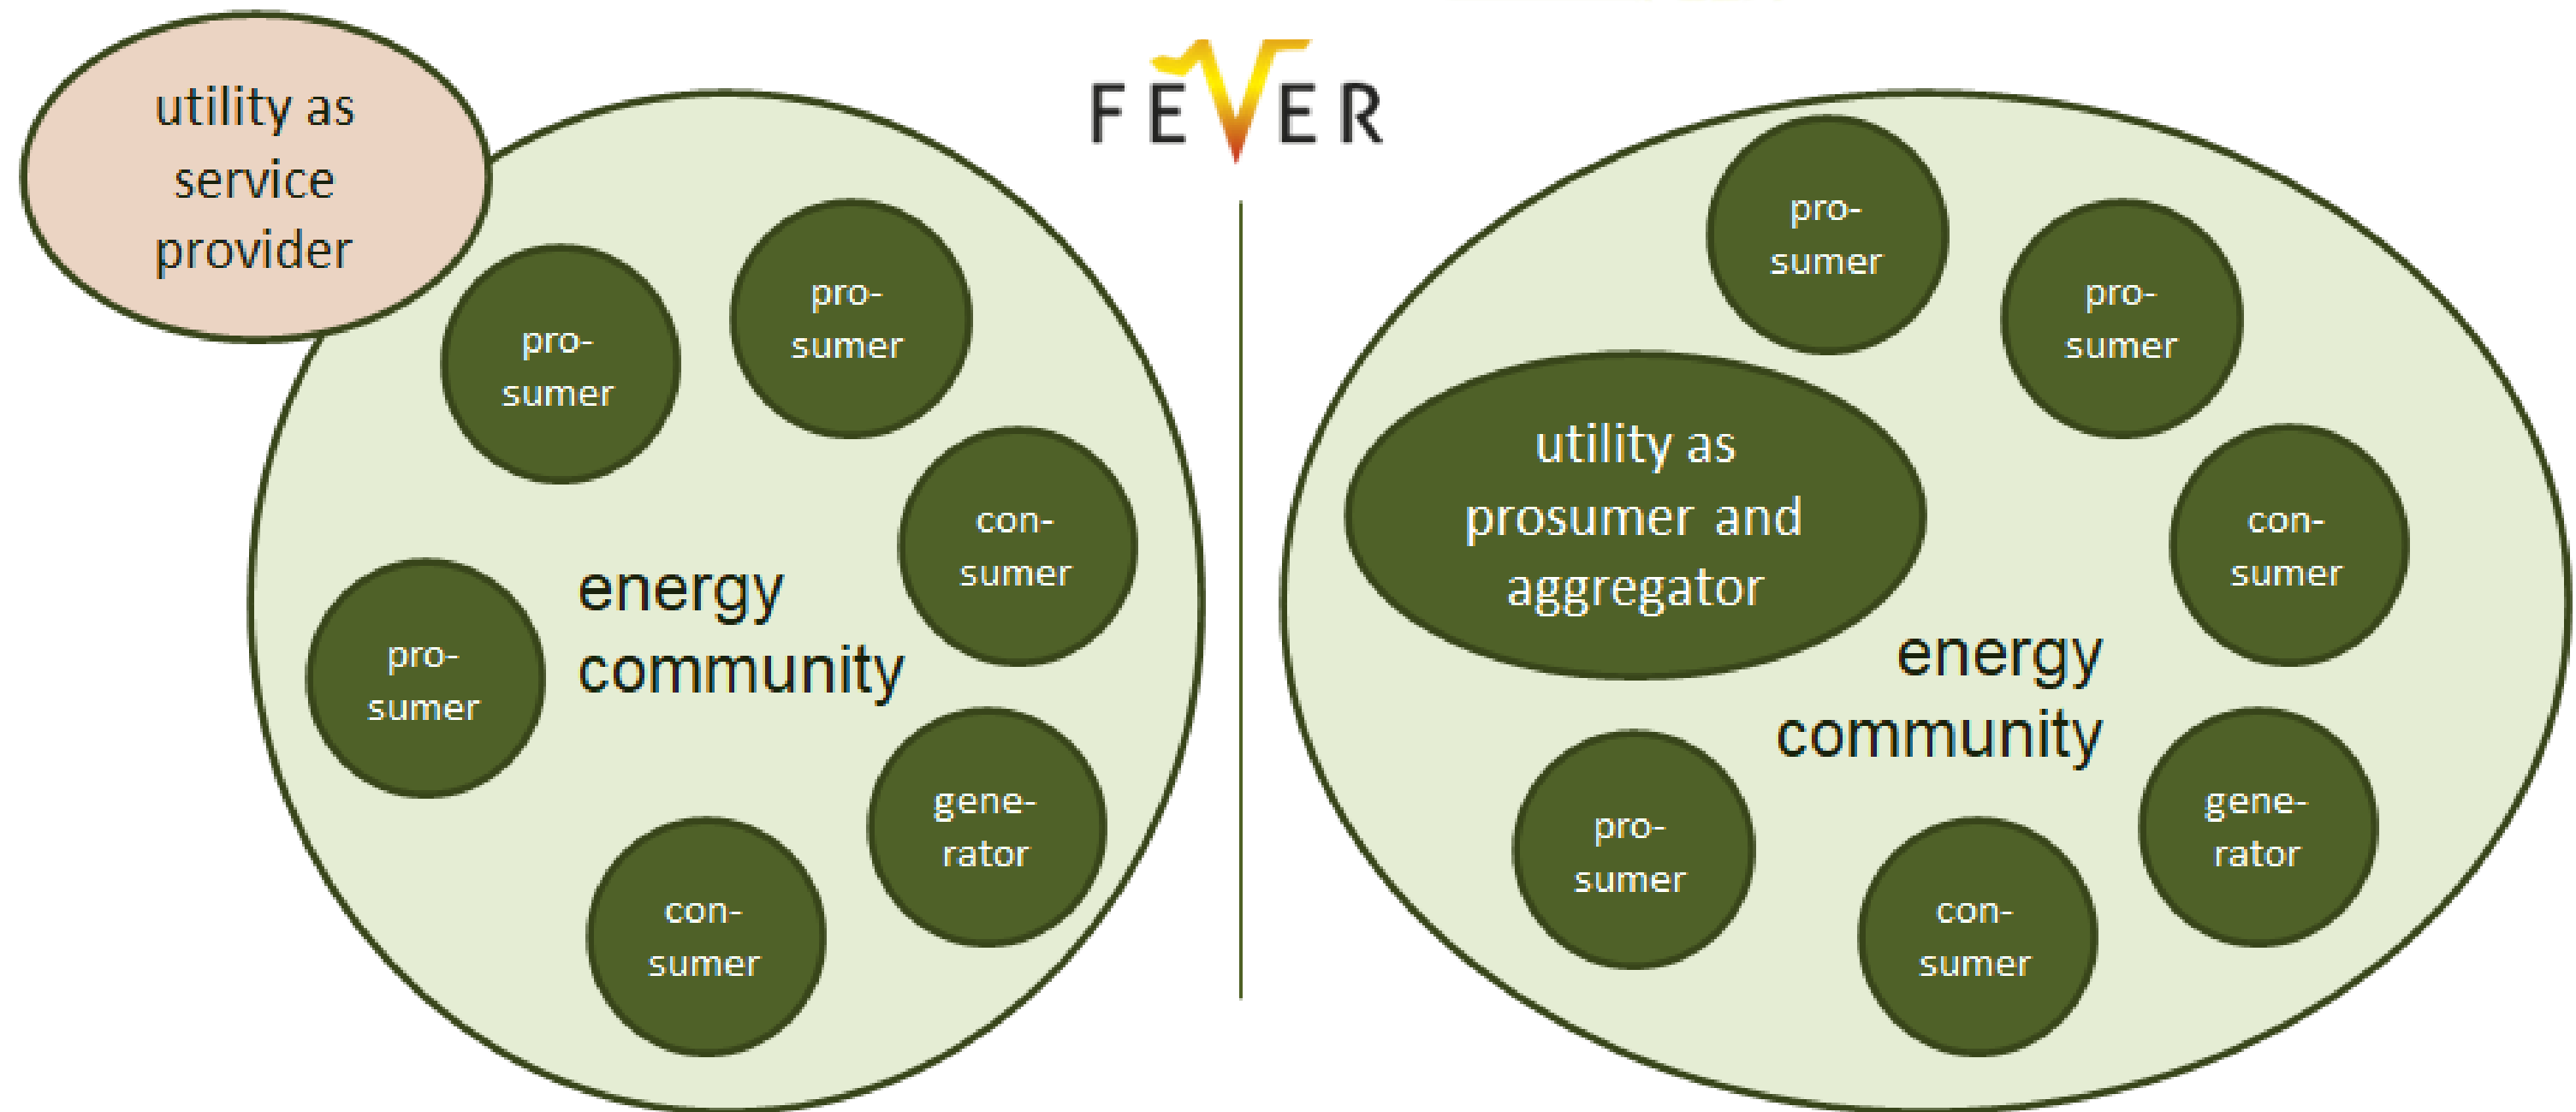 utility as
service
provider
pro-
sumer
pro-
sumer
con-
sumer
pro-
sumer
energy
community
gene-
rator
con-
sumer
FEVER
pro-
sumer
pro-
sumer
utility as
prosumer and
aggregator
con-
sumer
energy
community
gene-
rator
pro-
sumer
con-
sumer